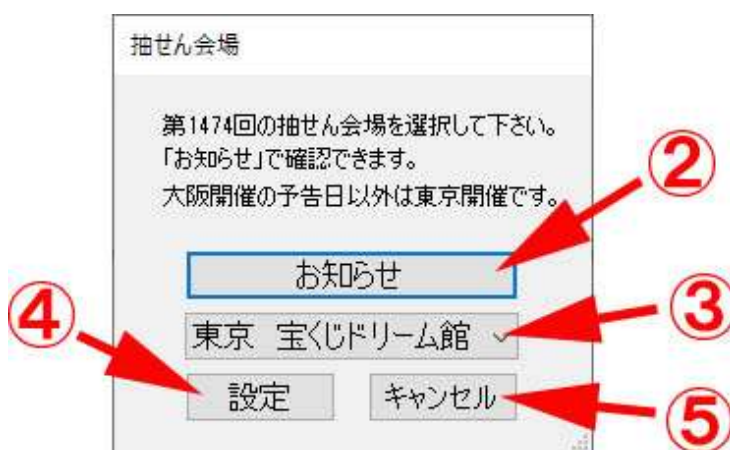 抽せん会場
第1474回の抽せん会場を選択して下さい。
「お知らせ」で確認できます。
大阪開催の予告日以外は東京開催です。
②
お知らせ
③
東京　宝くじドリーム館
④
設定
キャンセル
⑤